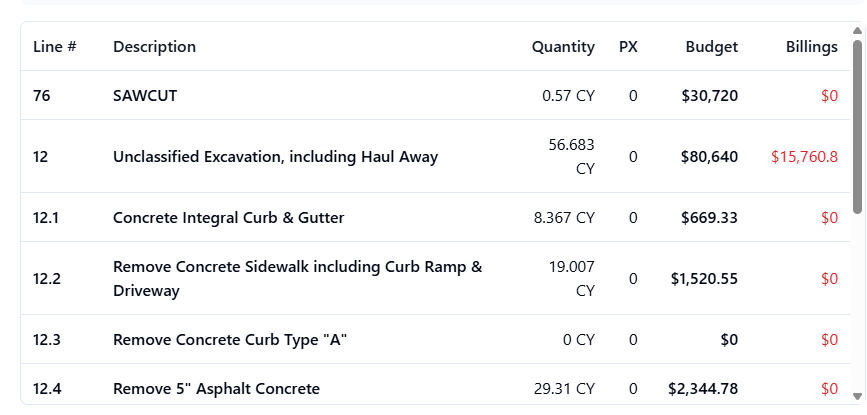 Line # Description Quantity PX Budget Billings
76 SAWCUT 0.57 CY 0 $30,720 $0
12 Unclassified Excavation, including Haul Away 56.683 CY 0 $80,640 $15,760.8
12.1 Concrete Integral Curb & Gutter 8.367 CY 0 $669.33 $0
12.2 Remove Concrete Sidewalk including Curb Ramp & Driveway 19.007 CY 0 $1,520.55 $0
12.3 Remove Concrete Curb Type "A" 0 CY 0 $0 $0
12.4 Remove 5" Asphalt Concrete 29.31 CY 0 $2,344.78 $0